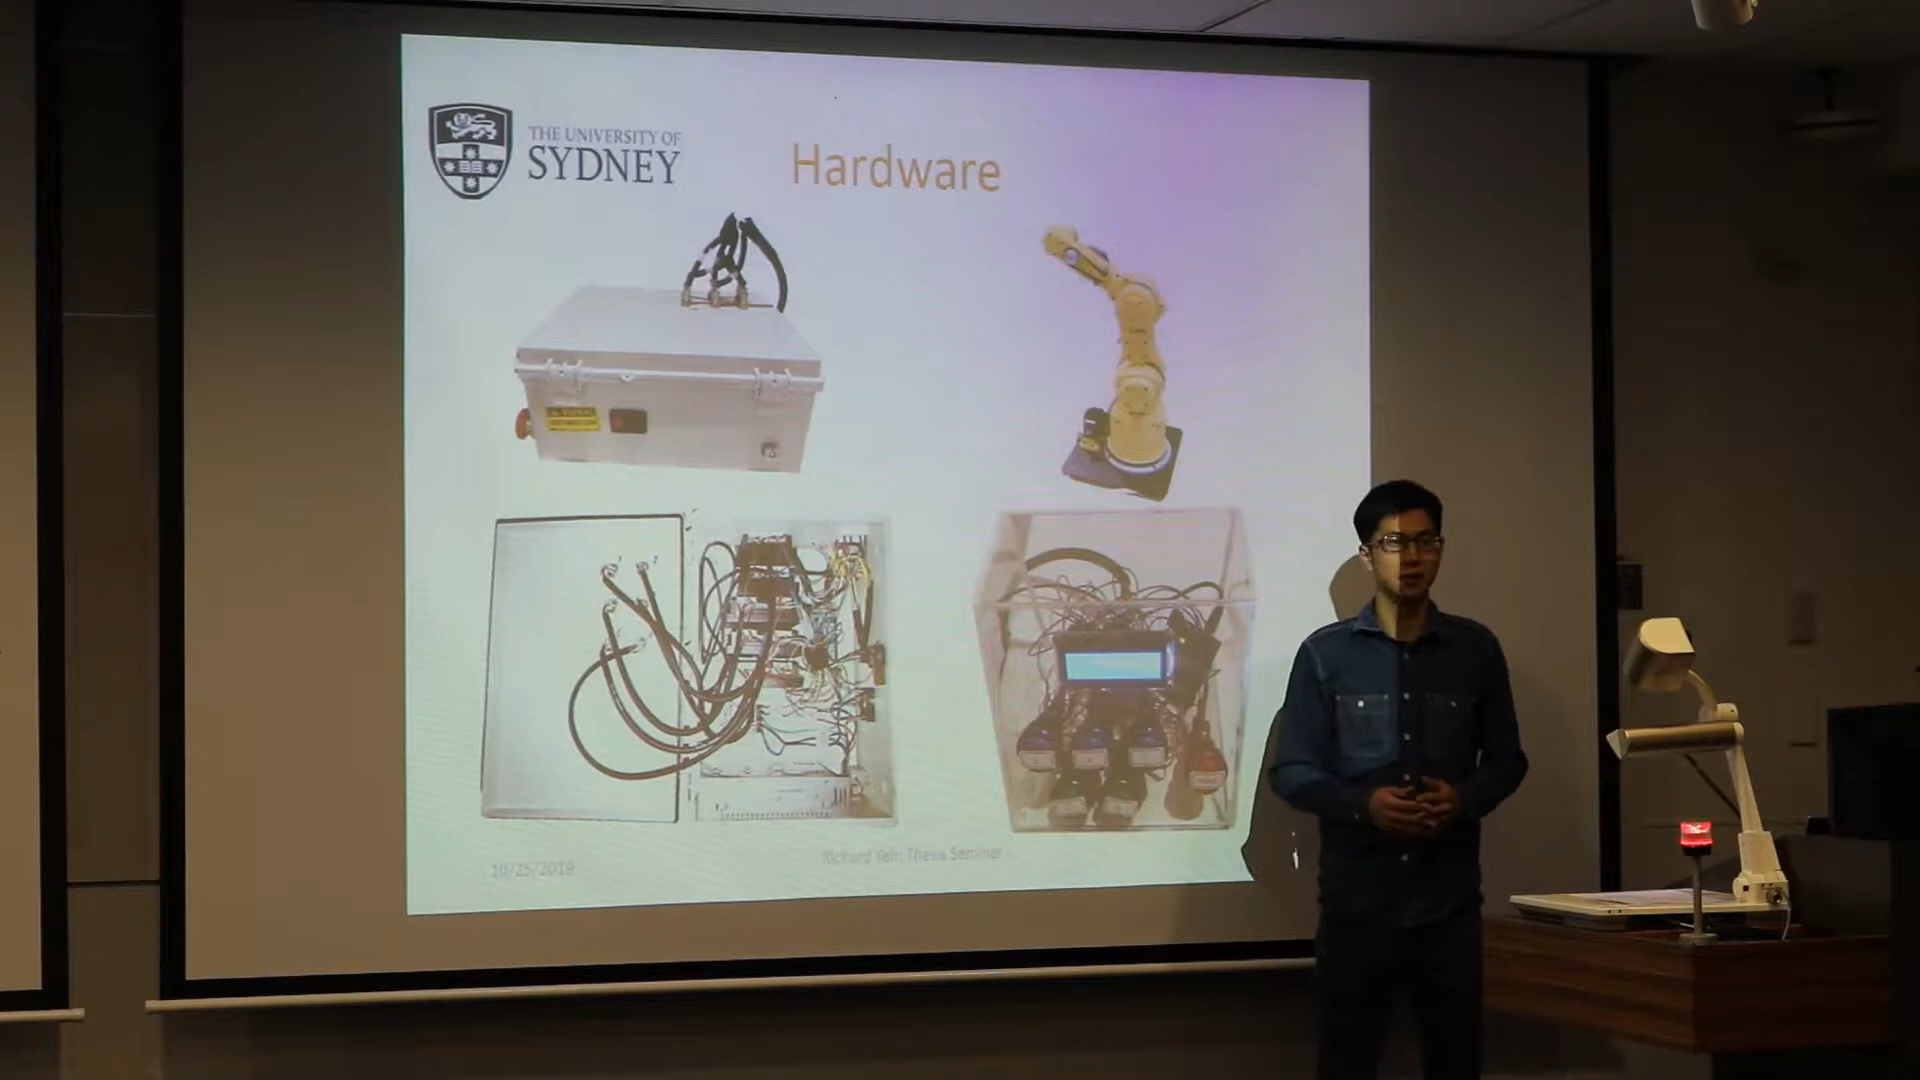 THE UNIVERSITY OF
SYDNEY
Hardware
10/25/2019
Richard Yeh: Thesis Seminar